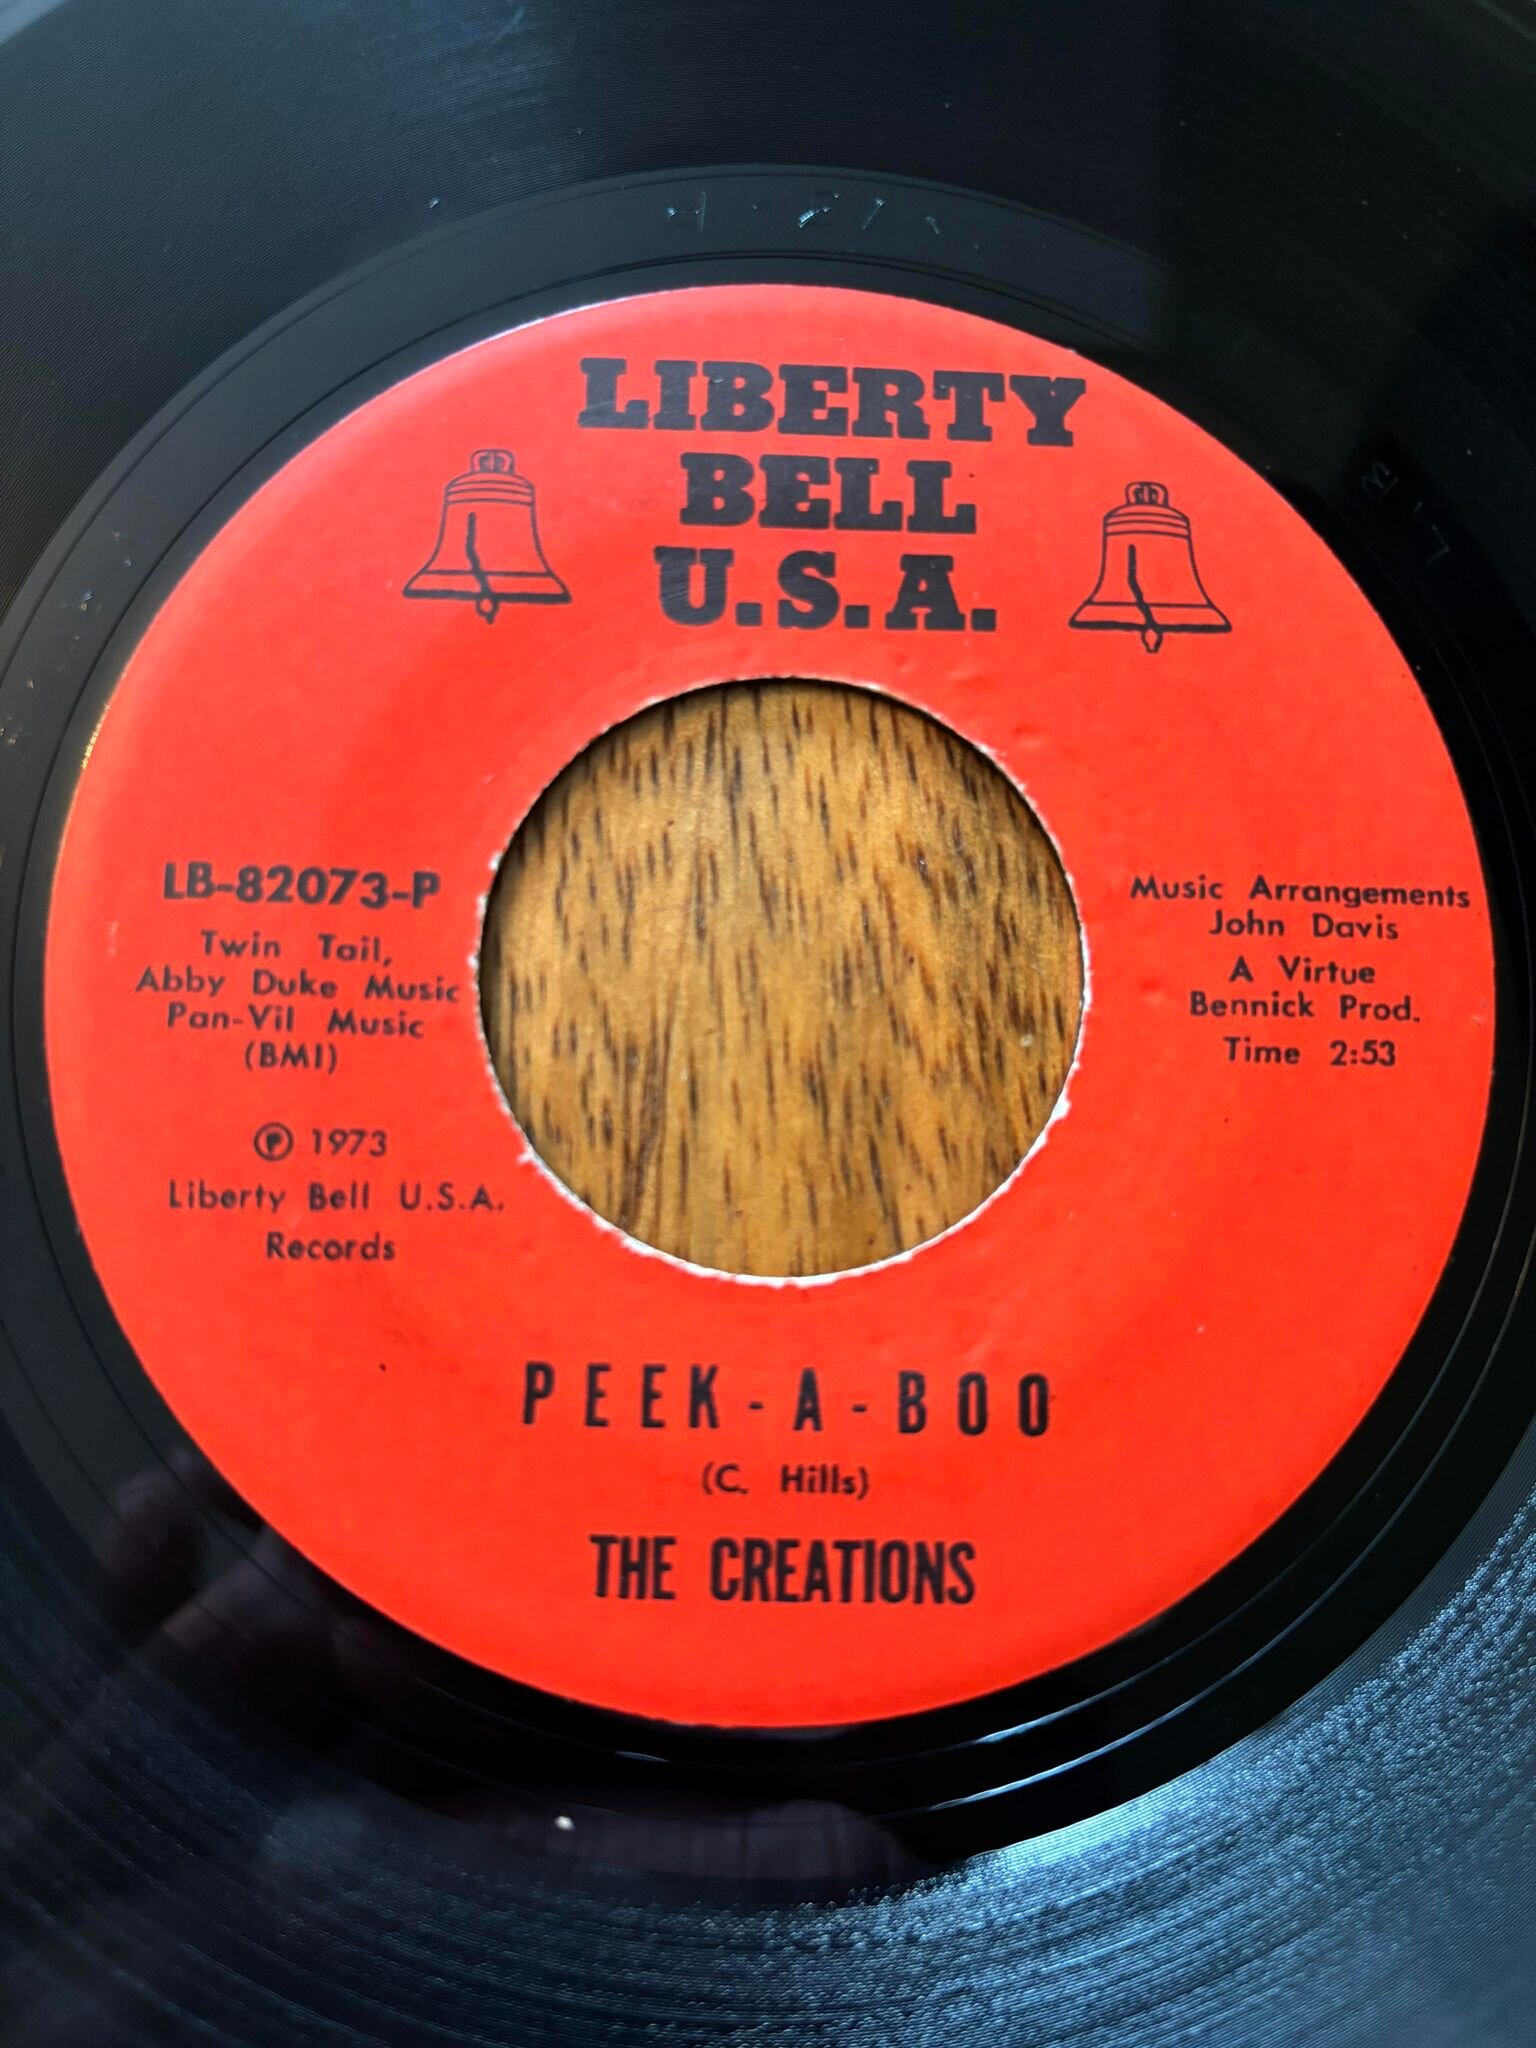 LIBERTY
BELL
U.S.A.
LB-82073-P
Twin Tail,
Abby Duke Music
Pan-Vil Music
(BMI)
Ⓟ 1973
Liberty Bell U.S.A.
Records
Music Arrangements
John Davis
A Virtue
Bennick Prod.
Time 2:53
PEEK-A-BOO
(C. Hills)
THE CREATIONS